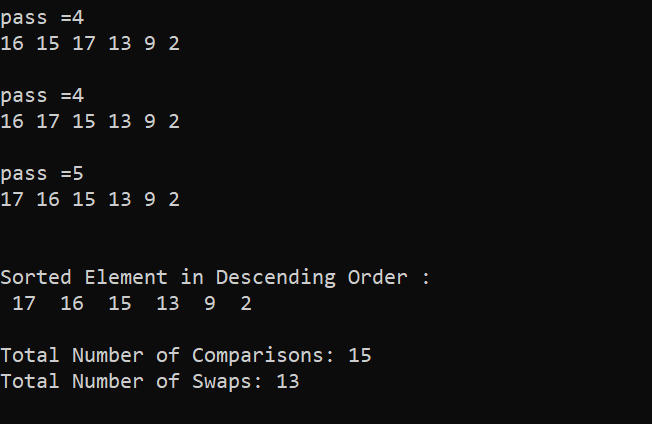 pass =4
16 15 17 13 9 2
pass =4
16 17 15 13 9 2
pass =5
17 16 15 13 9 2
Sorted Element in Descending Order :
17 16 15 13 9 2
Total Number of Comparisons: 15
Total Number of Swaps: 13